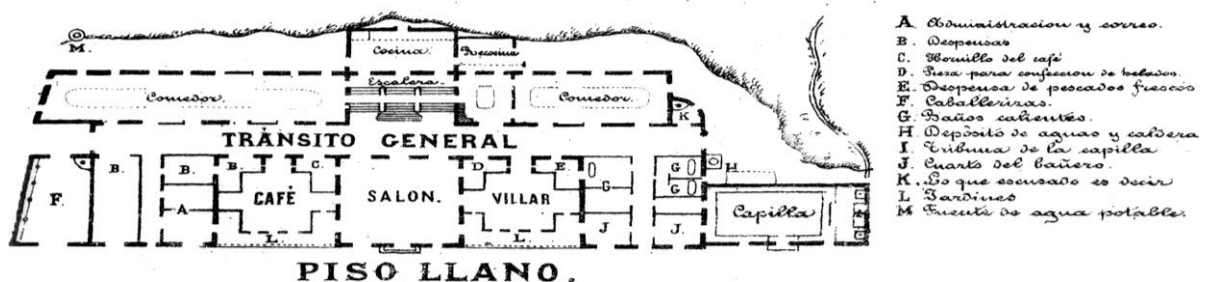 M.
Cocina.
Recocina
Escalera.
Comedor.
Comedor.
K
TRÁNSITO GENERAL
F.
B.
B.
A
B.
C.
CAFÉ
L.
SALON.
D
E.
VILLAR
L.
G
J
G
G
J.
H
Capilla
PISO LLANO.
A. Administracion y correo.
B. Despensas
C. Hornillo del café
D. Pieza para confeccion de helados.
E. Despensa de pescados frescos
F. Caballerizas.
G. Baños calientes.
H. Depósito de aguas y caldera
I. Tribuna de la capilla
J. Cuarto del bañero.
K. Lo que escusado es decir
L Jardines
M Fuente de agua potable.